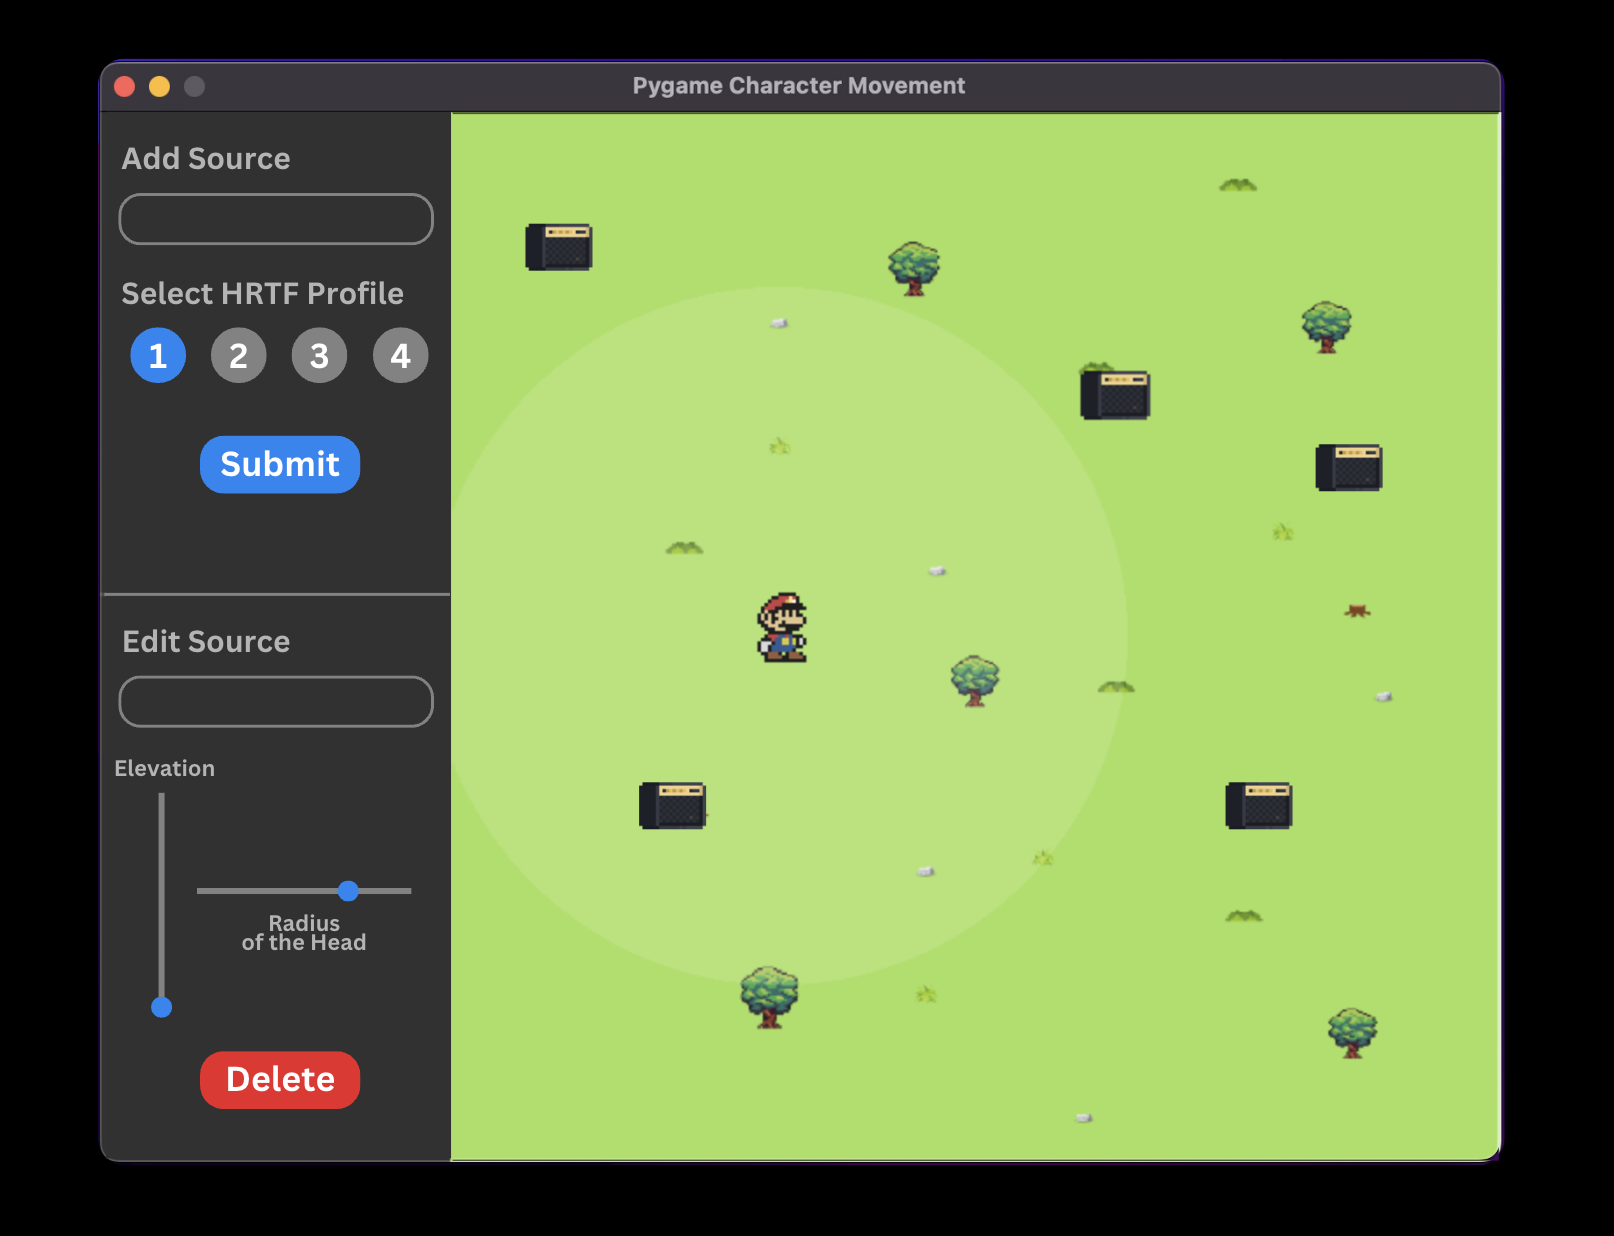 Pygame Character Movement
Add Source
Select HRTF Profile
1 2 3 4
Submit
Edit Source
Elevation
Radius
of the Head
Delete